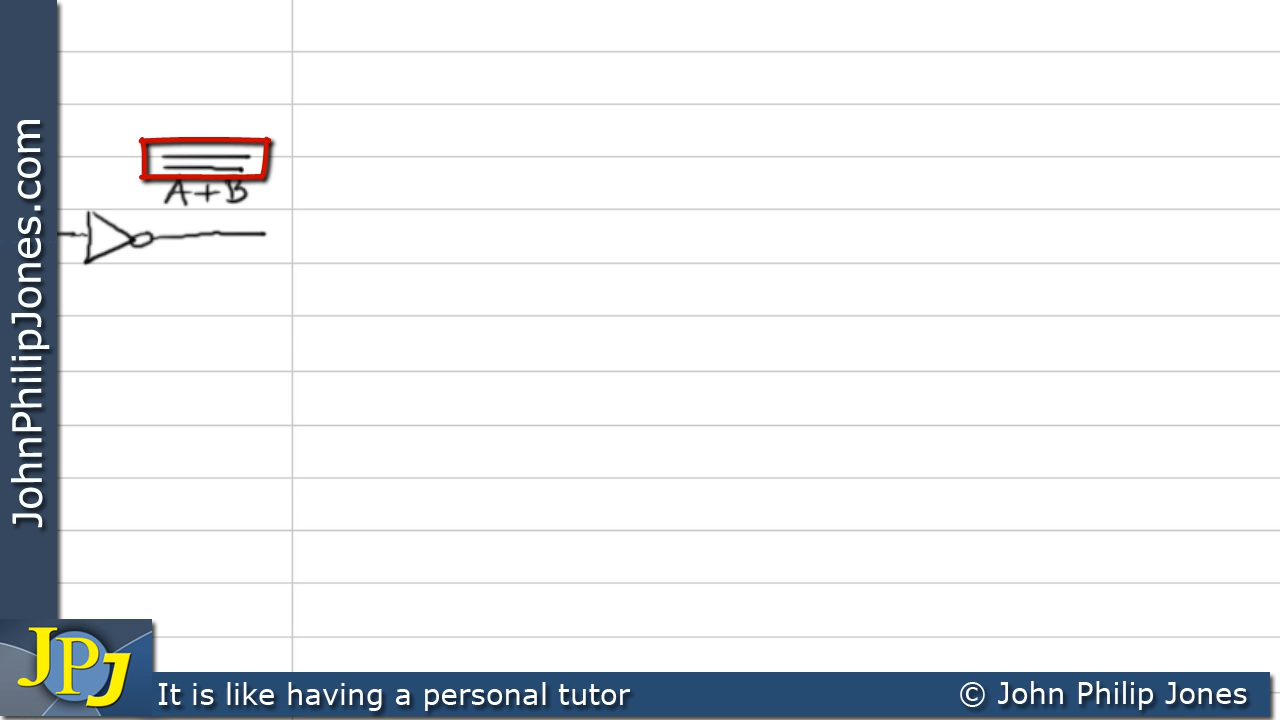 JohnPhilipJones.com
A+B
JPJ
It is like having a personal tutor
© John Philip Jones